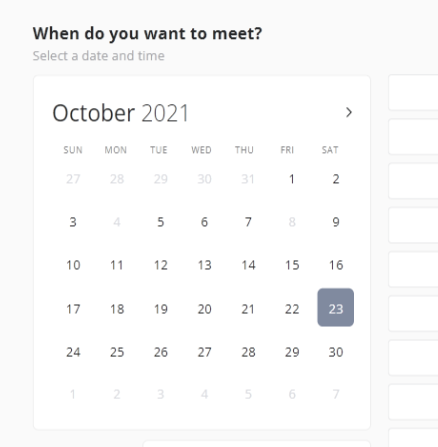 When do you want to meet?
Select a date and time
October 2021
SUN MON TUE WED THU FRI SAT
27 28 29 30 31 1 2
3 4 5 6 7 8 9
10 11 12 13 14 15 16
17 18 19 20 21 22 23
24 25 26 27 28 29 30
1 2 3 4 5 6 7